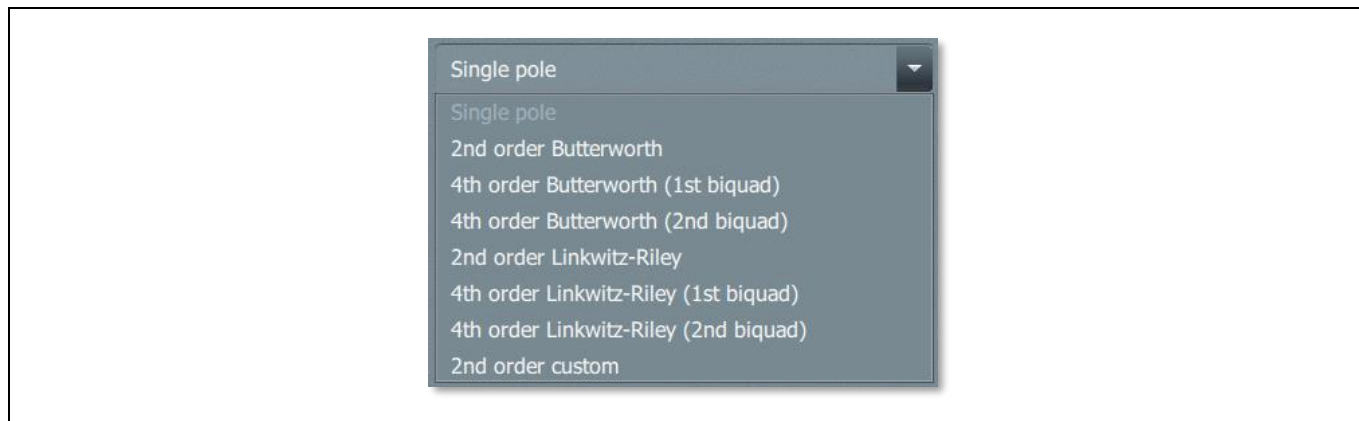 Single pole
Single pole
2nd order Butterworth
4th order Butterworth (1st biquad)
4th order Butterworth (2nd biquad)
2nd order Linkwitz-Riley
4th order Linkwitz-Riley (1st biquad)
4th order Linkwitz-Riley (2nd biquad)
2nd order custom